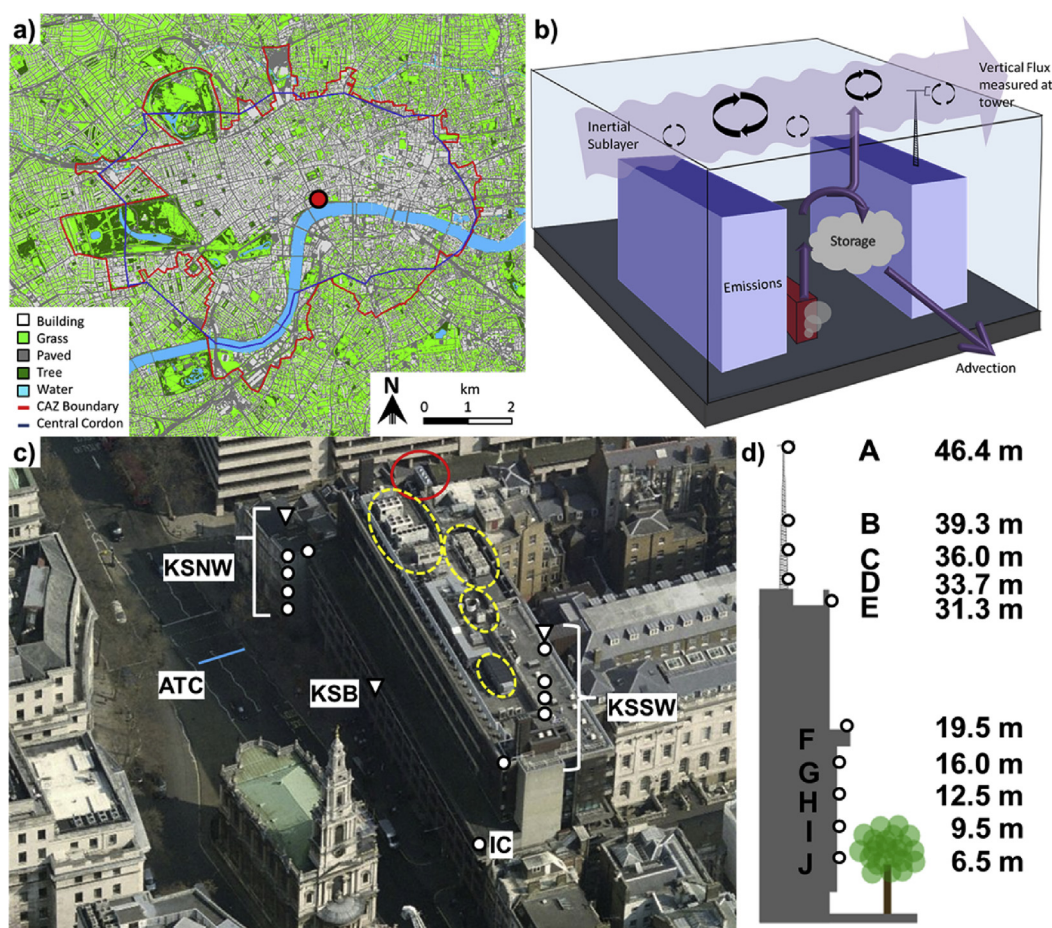 a)
Building
Grass
Paved
Tree
Water
CAZ Boundary
Central Cordon
N
km
0 1 2
b)
Vertical Flux
measured at
tower
Inertial
Sublayer
Storage
Emissions
Advection
c)
KSNW
ATC
KSB
KSSW
IC
d)
A 46.4 m
B 39.3 m
C 36.0 m
D 33.7 m
E 31.3 m
F 19.5 m
G 16.0 m
H 12.5 m
I 9.5 m
J 6.5 m